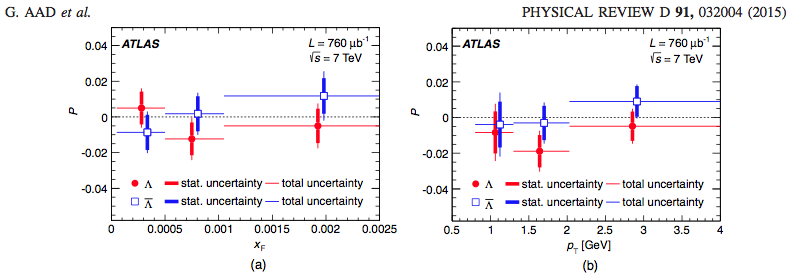 G. AAD et al.
PHYSICAL REVIEW D 91, 032004 (2015)
ATLAS
L = 760 μb⁻¹
√s = 7 TeV
P
0.04
0.02
0
-0.02
-0.04
Λ stat. uncertainty total uncertainty
Λ̅ stat. uncertainty total uncertainty
0 0.0005 0.001 0.0015 0.002 0.0025
x_F
(a)
ATLAS
L = 760 μb⁻¹
√s = 7 TeV
P
0.04
0.02
0
-0.02
-0.04
Λ stat. uncertainty total uncertainty
Λ̅ stat. uncertainty total uncertainty
0.5 1 1.5 2 2.5 3 3.5 4
p_T [GeV]
(b)